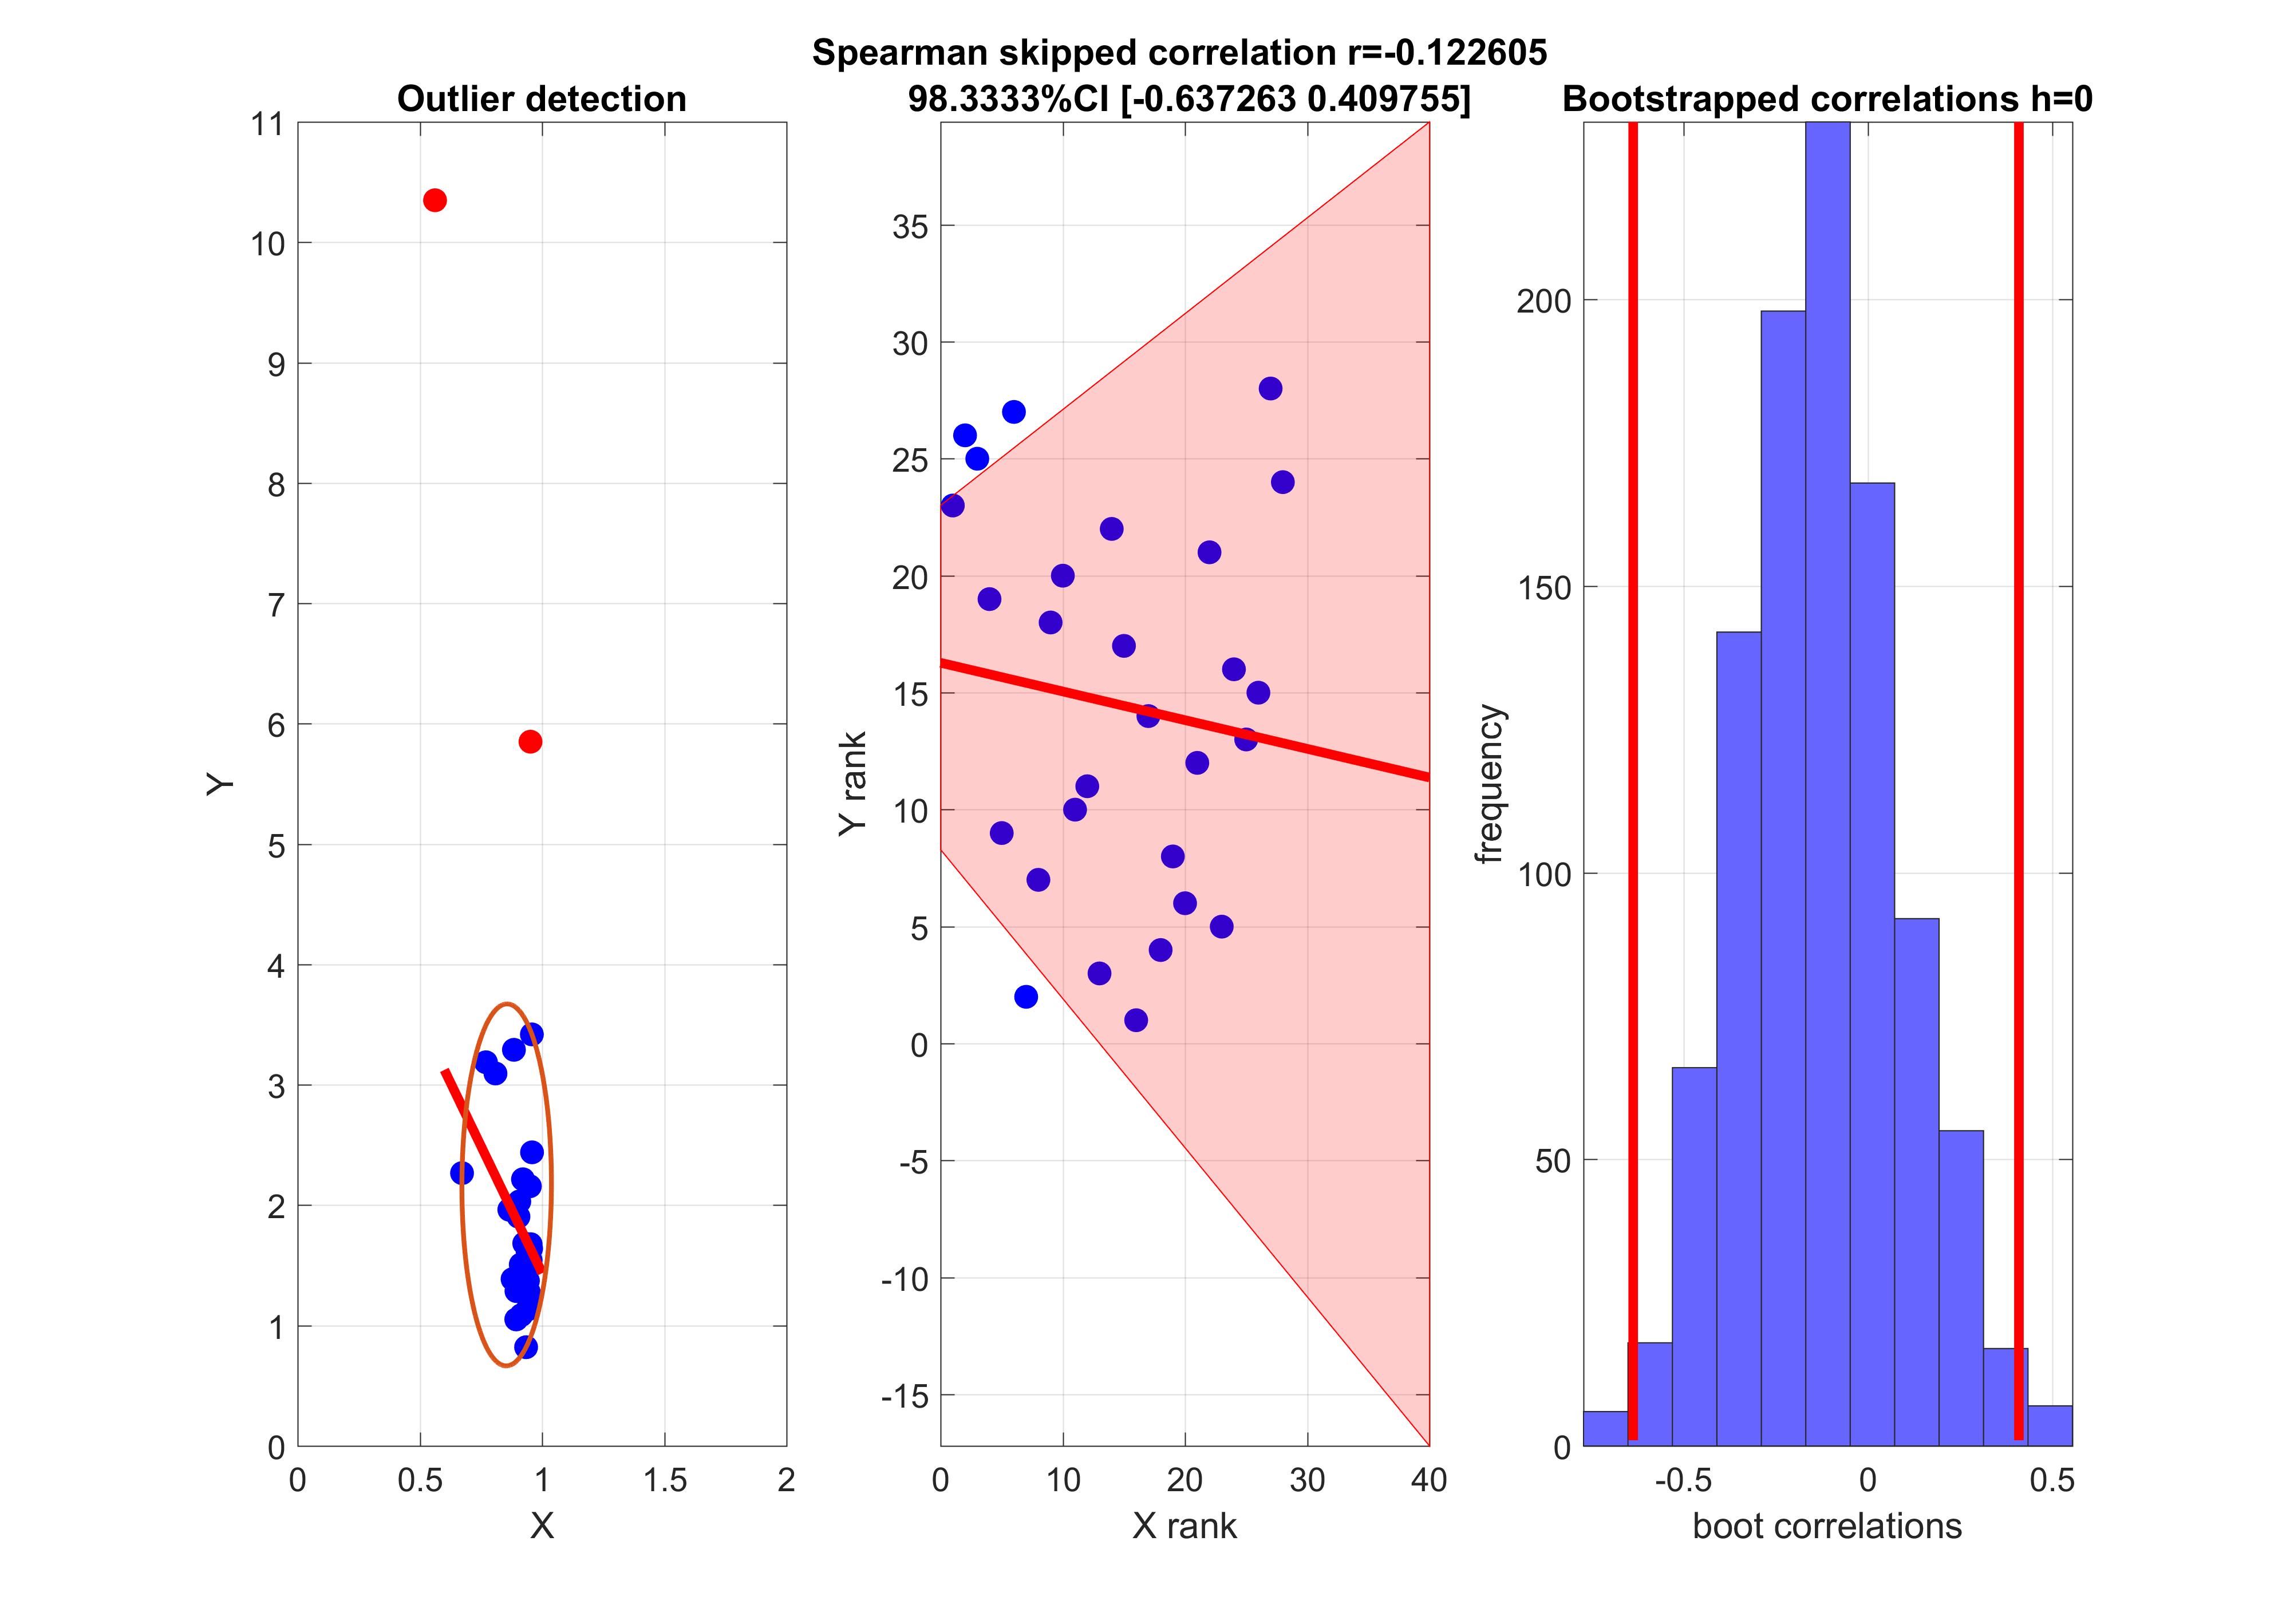 Spearman skipped correlation r=-0.122605
98.3333%CI [-0.637263 0.409755]
Outlier detection
Bootstrapped correlations h=0
11
10
9
8
7
6
5
4
3
2
1
0
Y
0 0.5 1 1.5 2
X
35
30
25
20
15
10
5
0
-5
-10
-15
Y rank
0 10 20 30 40
X rank
200
150
100
50
0
frequency
-0.5 0 0.5
boot correlations